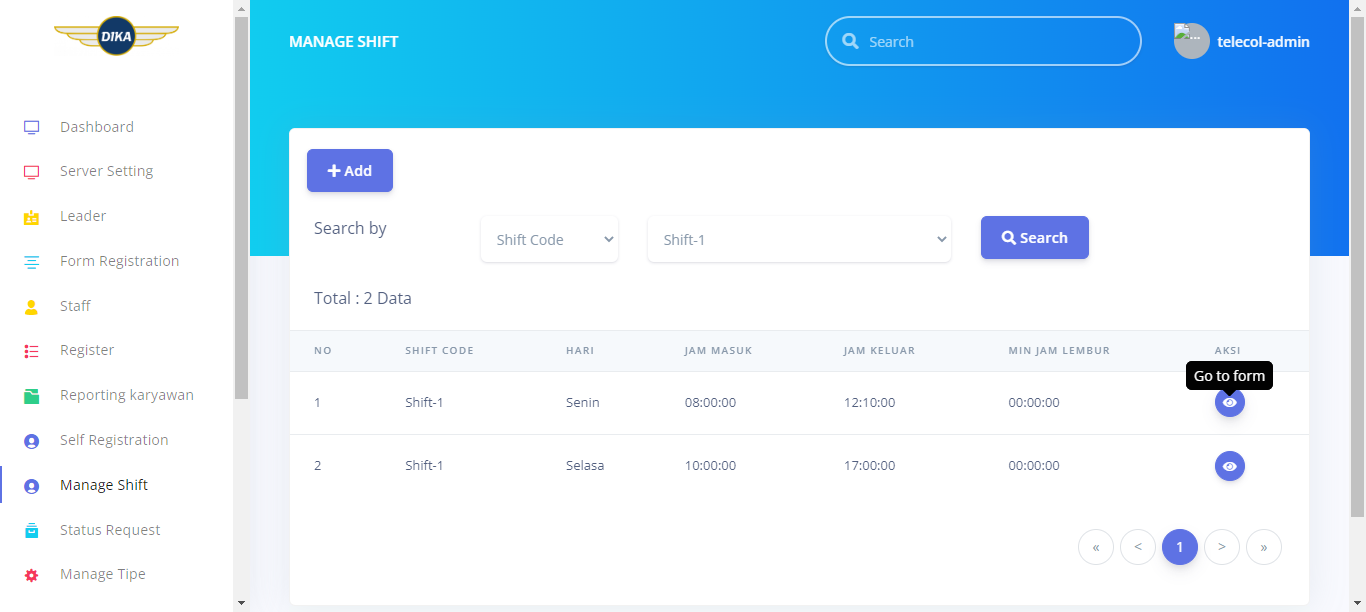 DIKA
Dashboard
Server Setting
Leader
Form Registration
Staff
Register
Reporting karyawan
Self Registration
Manage Shift
Status Request
Manage Tipe
MANAGE SHIFT
Search
... telecol-admin
Add
Search by
Shift Code
Shift-1
Search
Total : 2 Data
NO SHIFT CODE HARI JAM MASUK JAM KELUAR MIN JAM LEMBUR AKSI
Go to form
1 Shift-1 Senin 08:00:00 12:10:00 00:00:00
2 Shift-1 Selasa 10:00:00 17:00:00 00:00:00
« < 1 > »